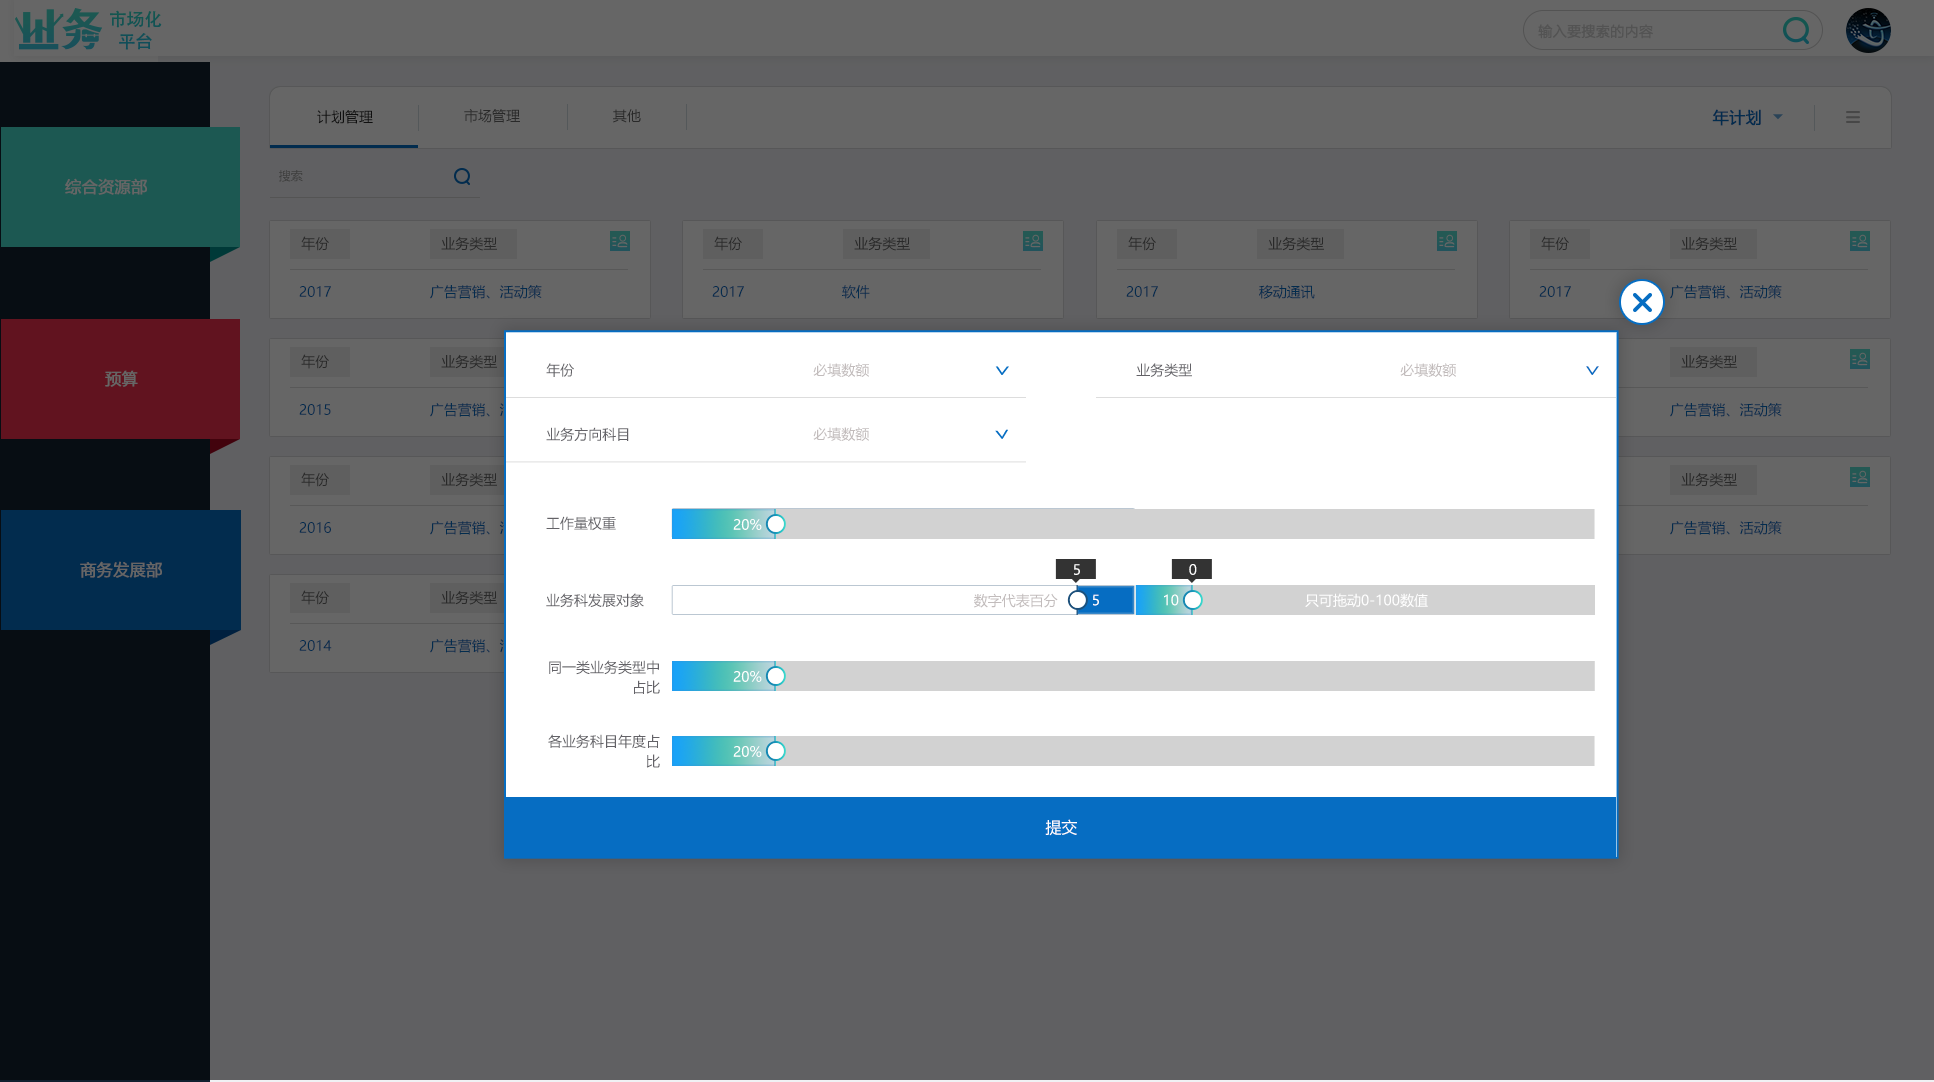 业务 市场化
平台
输入要搜索的内容
计划管理 市场管理 其他 年计划
搜索
综合资源部
预算
商务发展部
年份 业务类型 年份 业务类型 年份 业务类型 年份 业务类型
2017 广告营销、活动策 2017 软件 2017 移动通讯 2017 广告营销、活动策
年份 业务类型 业务类型
2015 广告营销、 广告营销、活动策
年份 业务类型 业务类型
2016 广告营销、 广告营销、活动策
年份 业务类型
2014 广告营销、
年份 必填数额 业务类型 必填数额
业务方向科目 必填数额
工作量权重 20%
5 0
业务科发展对象 数字代表百分 5 10 只可拖动0-100数值
同一类业务类型中
占比
20%
各业务科目年度占
比
20%
提交